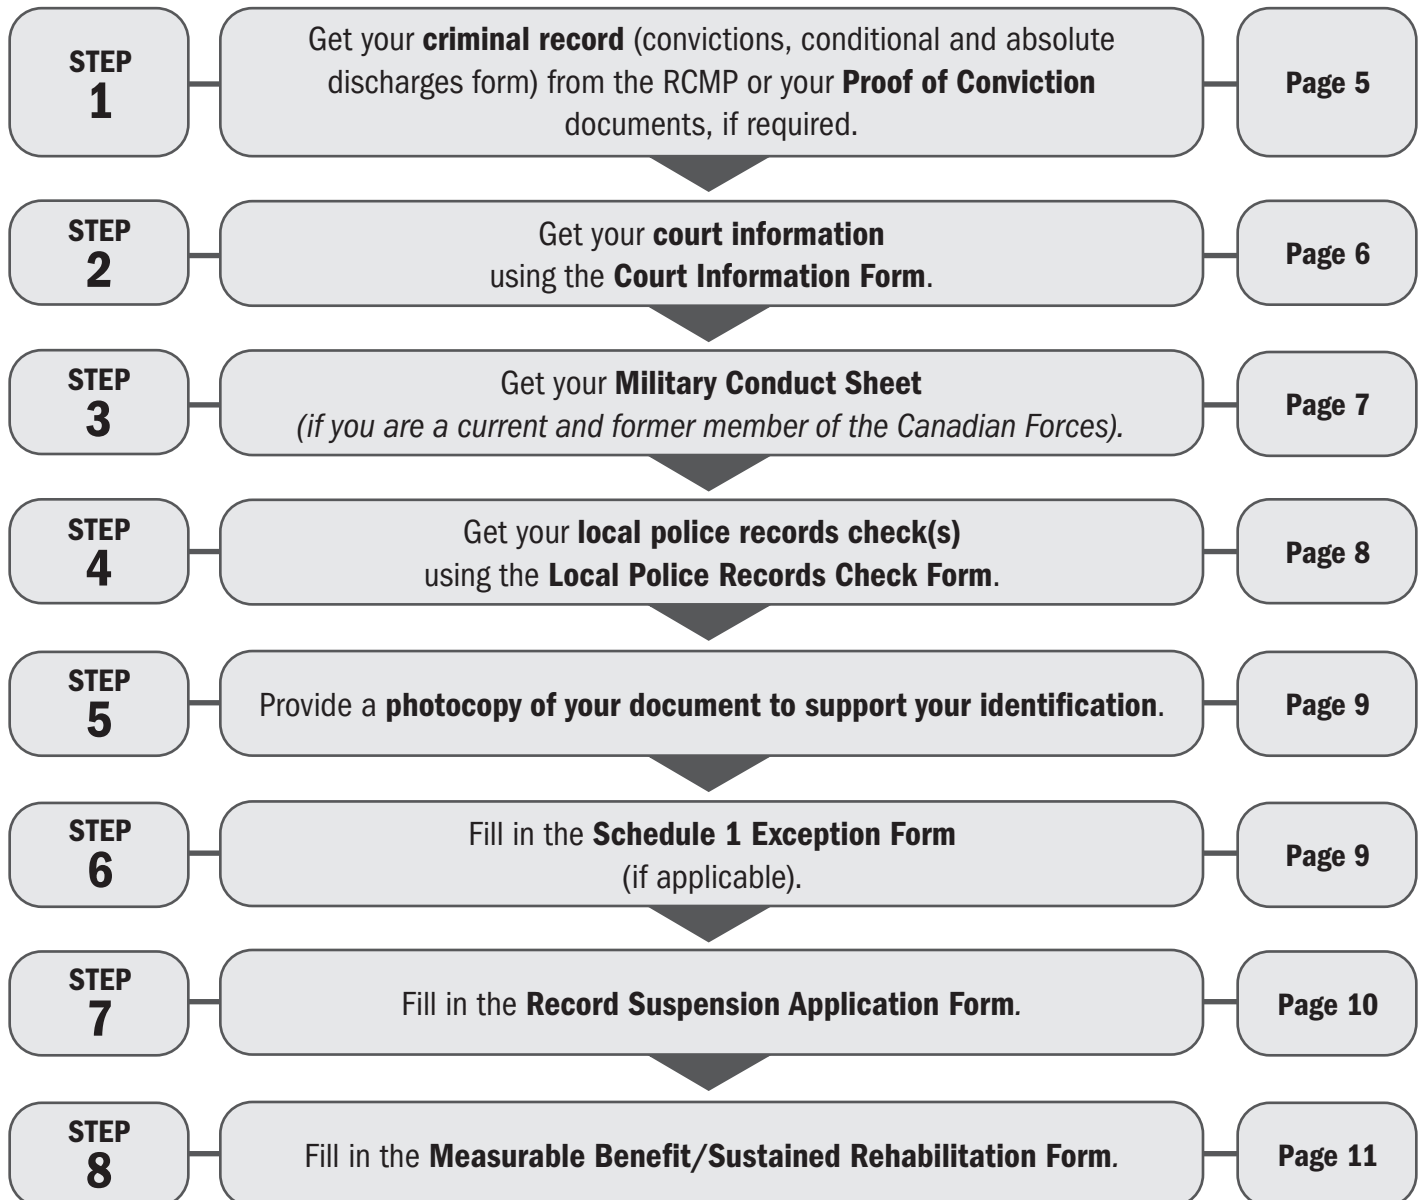 STEP
1
Get your criminal record (convictions, conditional and absolute
discharges form) from the RCMP or your Proof of Conviction
documents, if required.
Page 5
STEP
2
Get your court information
using the Court Information Form.
Page 6
STEP
3
Get your Military Conduct Sheet
(if you are a current and former member of the Canadian Forces).
Page 7
STEP
4
Get your local police records check(s)
using the Local Police Records Check Form.
Page 8
STEP
5
Provide a photocopy of your document to support your identification.
Page 9
STEP
6
Fill in the Schedule 1 Exception Form
(if applicable).
Page 9
STEP
7
Fill in the Record Suspension Application Form.
Page 10
STEP
8
Fill in the Measurable Benefit/Sustained Rehabilitation Form.
Page 11